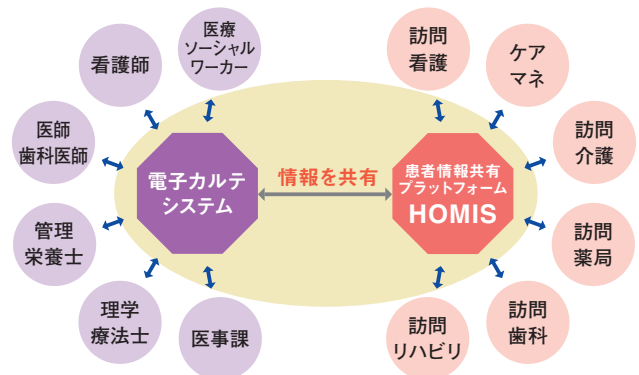 医療
ソーシャル
ワーカー
看護師
医師
歯科医師
管理
栄養士
理学
療法士
医事課
電子カルテ
システム
情報を共有
患者情報共有
プラットフォーム
HOMIS
訪問
看護
ケア
マネ
訪問
介護
訪問
薬局
訪問
歯科
訪問
リハビリ